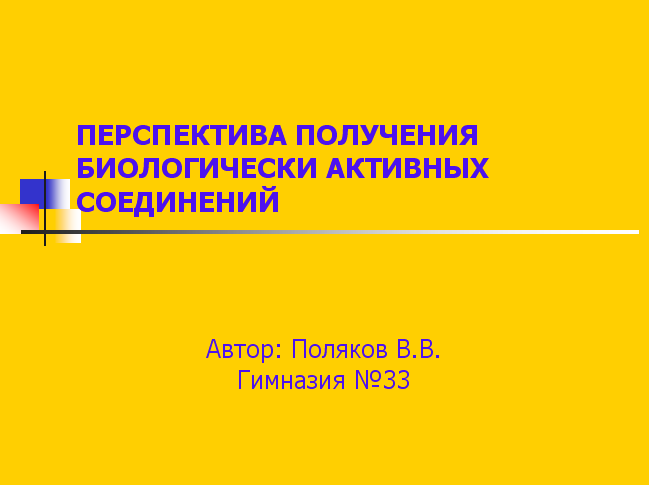 ПЕРСПЕКТИВА ПОЛУЧЕНИЯ
БИОЛОГИЧЕСКИ АКТИВНЫХ
СОЕДИНЕНИЙ
Автор: Поляков В.В.
Гимназия №33